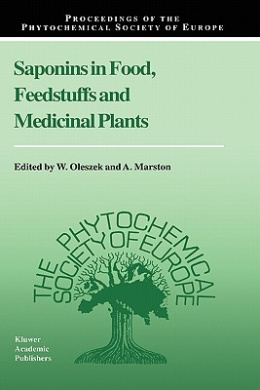 PROCEEDINGS OF THE
PHYTOCHEMICAL SOCIETY OF EUROPE
Saponins in Food,
Feedstuffs and
Medicinal Plants
Edited by W. Oleszek and A. Marston
THE PHYTOCHEMICAL
SOCIETY OF EUROPE
Kluwer
Academic
Publishers